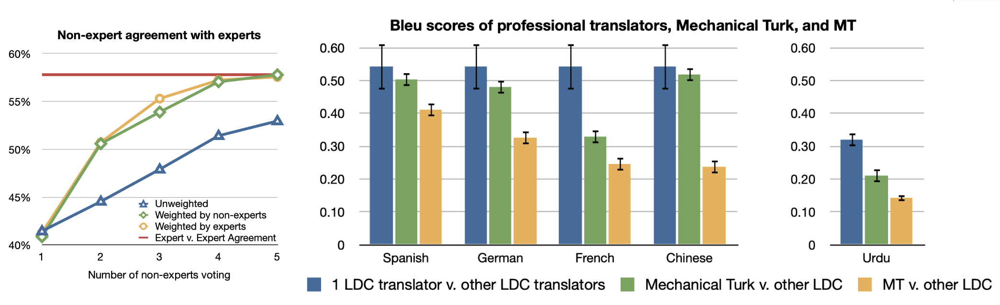 Non-expert agreement with experts
60%
55%
50%
45%
40%
Unweighted
Weighted by non-experts
Weighted by experts
Expert v. Expert Agreement
1 2 3 4 5
Number of non-experts voting
Bleu scores of professional translators, Mechanical Turk, and MT
0.60
0.50
0.40
0.30
0.20
0.10
0
Spanish German French Chinese
0.60
0.50
0.40
0.30
0.20
0.10
0
Urdu
1 LDC translator v. other LDC translators Mechanical Turk v. other LDC MT v. other LDC